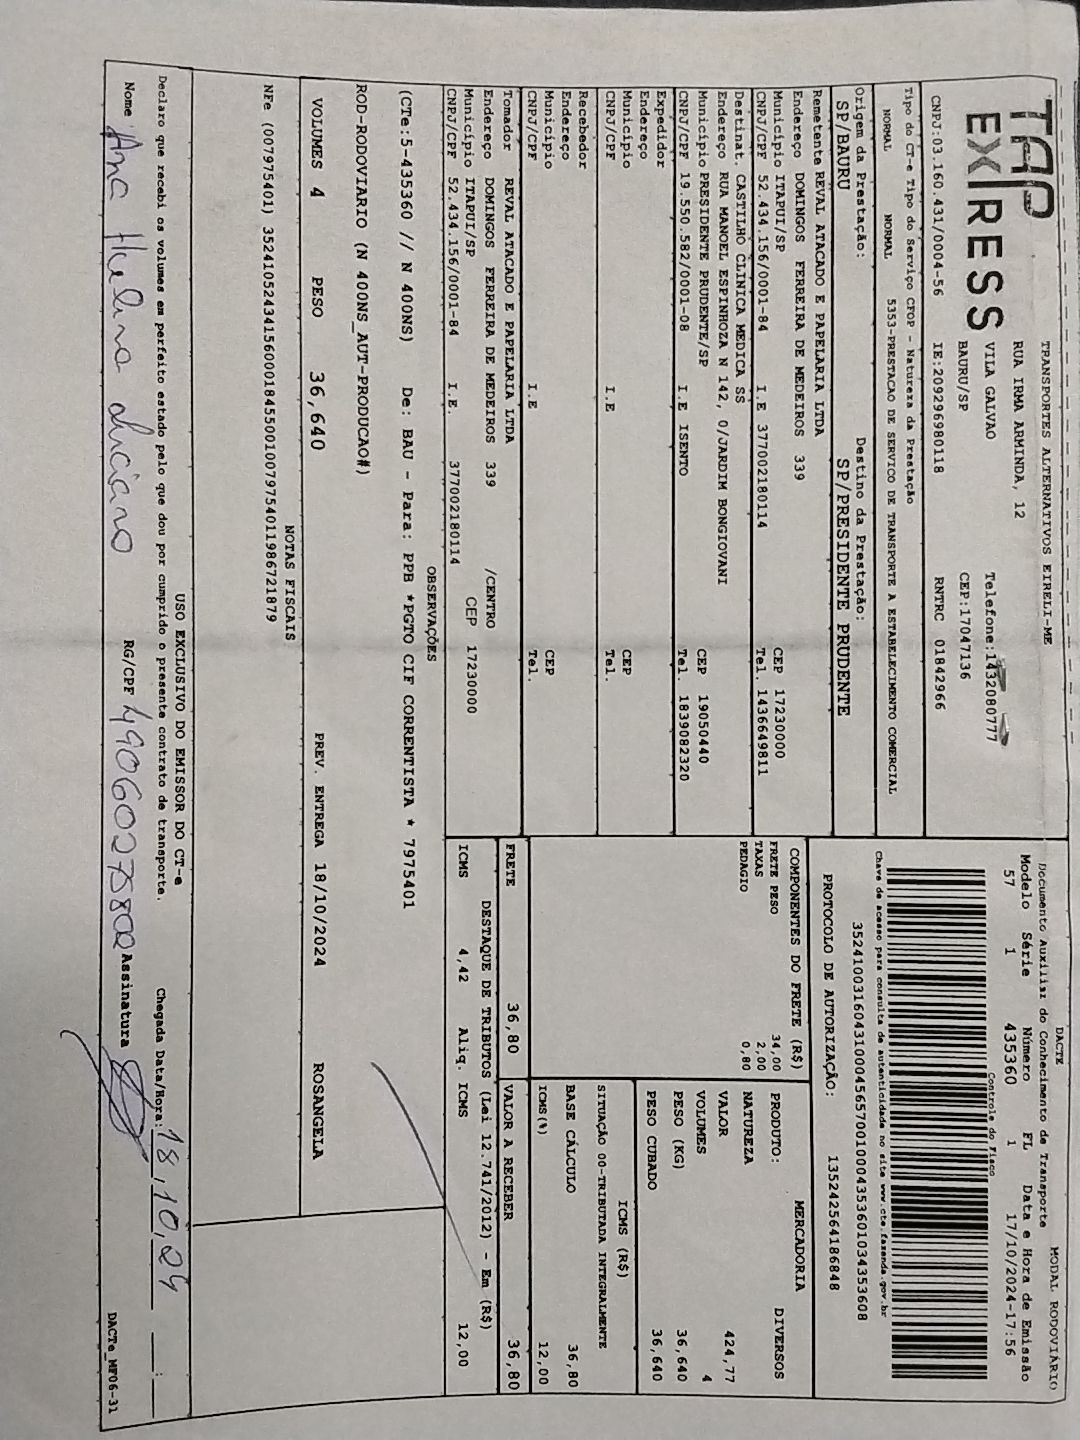 TAP
EXPRESS
TRANSPORTES ALTERNATIVOS EIRELI-ME
RUA IRMA ARMINDA, 12
VILA GALVAO Telefone:1432080777
BAURU/SP CEP:17047136
CNPJ:03.160.431/0004-56 IE:209296980118 RNTRC 01842966
DACTE MODAL RODOVIÁRIO
Documento Auxiliar do Conhecimento de Transporte
Modelo Série Número FL Data e Hora de Emissão
57 1 435360 1 17/10/2024-17:56
Controle do Fisco
Chave de acesso para consulta de autenticidade no site www.cte.fazenda.gov.br
35241003160431000456570010004353601034353608
PROTOCOLO DE AUTORIZAÇÃO: 135242564186848
Tipo do CT-e Tipo do Serviço CFOP - Natureza da Prestação
NORMAL NORMAL 5353-PRESTACAO DE SERVICO DE TRANSPORTE A ESTABELECIMENTO COMERCIAL
Origem da Prestação: Destino da Prestação:
SP/BAURU SP/PRESIDENTE PRUDENTE
Remetente REVAL ATACADO E PAPELARIA LTDA
Endereço DOMINGOS FERREIRA DE MEDEIROS 339
Município ITAPUI/SP CEP 17230000
CNPJ/CPF 52.434.156/0001-84 I.E 377002180114 Tel. 1436649811
Destinat. CASTILHO CLINICA MEDICA SS
Endereço RUA MANOEL ESPINHOZA N 142, 0/JARDIM BONGIOVANI
Município PRESIDENTE PRUDENTE/SP CEP 19050440
CNPJ/CPF 19.550.582/0001-08 I.E ISENTO Tel. 1839082320
Expedidor
Endereço
Município CEP
CNPJ/CPF I.E Tel.
Recebedor
Endereço
Município CEP
CNPJ/CPF I.E Tel.
Tomador REVAL ATACADO E PAPELARIA LTDA
Endereço DOMINGOS FERREIRA DE MEDEIROS 339 /CENTRO
Município ITAPUI/SP CEP 17230000
CNPJ/CPF 52.434.156/0001-84 I.E. 377002180114
COMPONENTES DO FRETE (R$)
FRETE PESO 34,00
TAXAS 2,00
PEDAGIO 0,80
MERCADORIA
PRODUTO: DIVERSOS
NATUREZA
VALOR 424,77
VOLUMES 4
PESO (KG) 36,640
PESO CUBADO 36,640
ICMS (R$)
SITUAÇÃO 00-TRIBUTADA INTEGRALMENTE
BASE CÁLCULO 36,80
ICMS (%) 12,00
FRETE 36,80 VALOR A RECEBER 36,80
DESTAQUE DE TRIBUTOS (Lei 12.741/2012) - Em (R$)
ICMS 4,42 Aliq. ICMS 12,00
OBSERVAÇÕES
(CTe:5-435360 // N 400NS) De: BAU - Para: PPB *PGTO CIF CORRENTISTA * 7975401
ROD-RODOVIARIO (N 400NS_AUT-PRODUCAO#)
VOLUMES 4 PESO 36,640 PREV. ENTREGA 18/10/2024 ROSANGELA
NOTAS FISCAIS
NFe (007975401) 35241052434156000184550010079754011986721879
USO EXCLUSIVO DO EMISSOR DO CT-e
Declaro que recebi os volumes em perfeito estado pelo que dou por cumprido o presente contrato de transporte. Chegada Data/Hora: 18,10,24 __:__
Nome Ana Helena Luciano RG/CPF 49060275802 Assinatura
DACTe_MF06-31